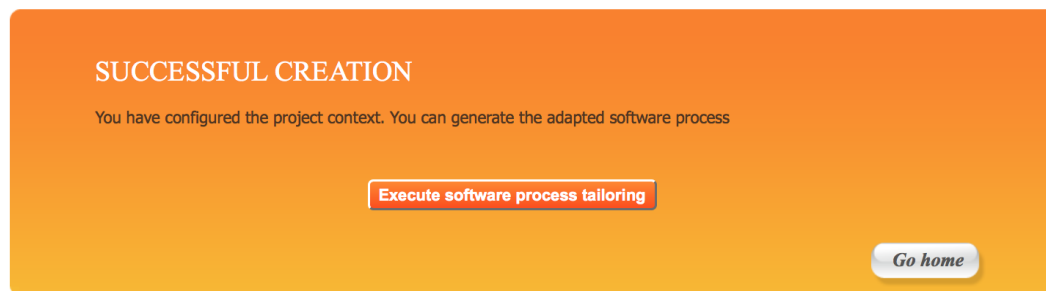 SUCCESSFUL CREATION
You have configured the project context. You can generate the adapted software process
Execute software process tailoring
Go home